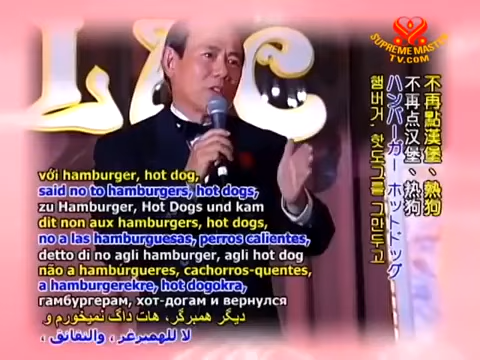 LAC
SUPREME MASTER
TV.COM
不再點漢堡、熱狗
不再点汉堡、热狗
ハンバーガー ホットドッグ
햄버거, 핫도그를 그만두고
với hamburger, hot dog,
said no to hamburgers, hot dogs,
zu Hamburger, Hot Dogs und kam
dit non aux hamburgers, hot dogs,
no a las hamburguesas, perros calientes,
detto di no agli hamburger, agli hot dog
não a hambúrgueres, cachorros-quentes,
a hamburgerekre, hot dogokra,
гамбургерам, хот-догам и вернулся
دیگر همبرگر، هات داگ نمیخورم و
لا للهمبرغر ، والنقانق ،